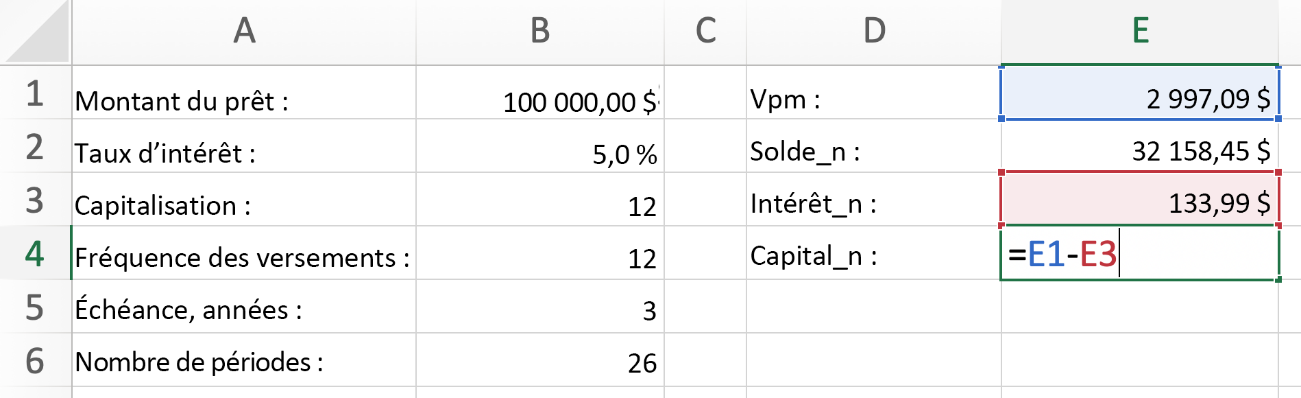 A B C D E
1 Montant du prêt : 100 000,00 $ Vpm : 2 997,09 $
2 Taux d’intérêt : 5,0 % Solde_n : 32 158,45 $
3 Capitalisation : 12 Intérêt_n : 133,99 $
4 Fréquence des versements : 12 Capital_n : =E1-E3
5 Échéance, années : 3
6 Nombre de périodes : 26